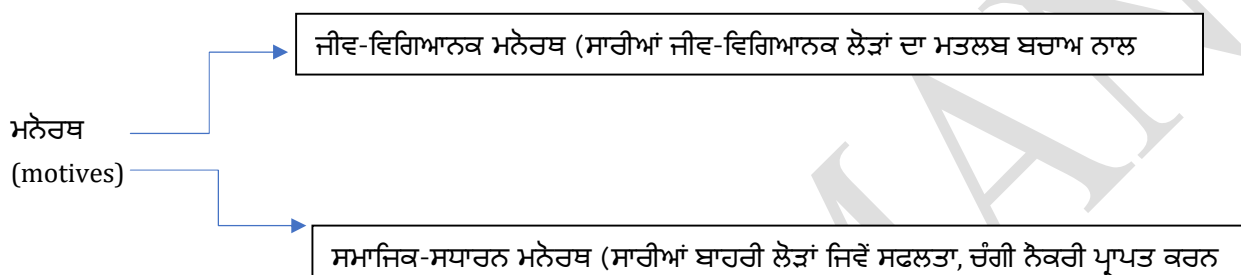 ਜੀਵ-ਵਿਗਿਆਨਕ ਮਨੋਰਥ (ਸਾਰੀਆਂ ਜੀਵ-ਵਿਗਿਆਨਕ ਲੋੜਾਂ ਦਾ ਮਤਲਬ ਬਚਾਅ ਨਾਲ
ਮਨੋਰਥ
(motives)
ਸਮਾਜਿਕ-ਸਧਾਰਨ ਮਨੋਰਥ (ਸਾਰੀਆਂ ਬਾਹਰੀ ਲੋੜਾਂ ਜਿਵੇਂ ਸਫਲਤਾ, ਚੰਗੀ ਨੌਕਰੀ ਪ੍ਰਾਪਤ ਕਰਨ